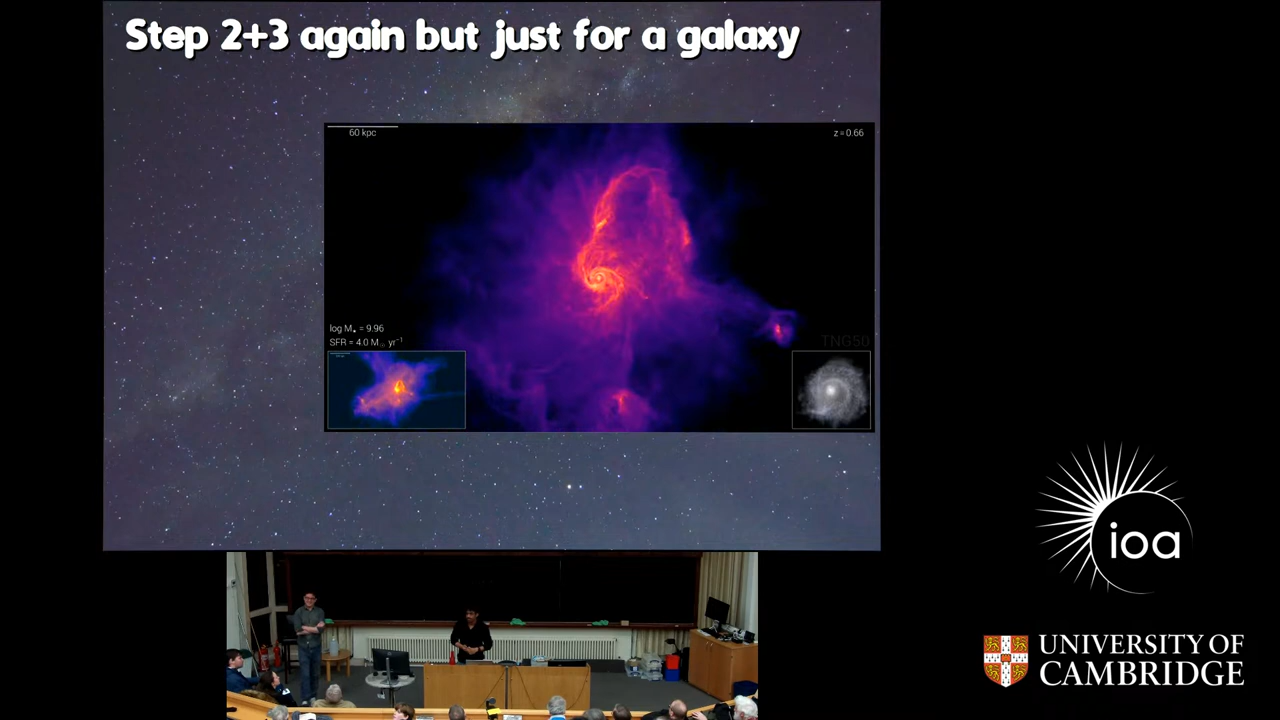 Step 2+3 again but just for a galaxy
60 kpc
z = 0.66
log M⋆ = 9.96
SFR = 4.0 M☉ yr⁻¹
TNG50
ioa
UNIVERSITY OF
CAMBRIDGE